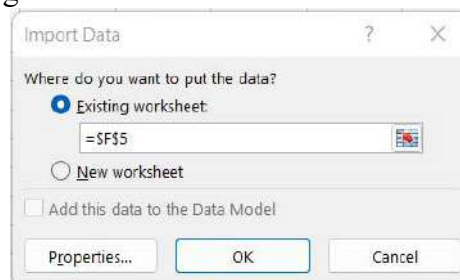 Import Data ? ×
Where do you want to put the data?
Existing worksheet:
=$F$5
New worksheet
Add this data to the Data Model
Properties... OK Cancel